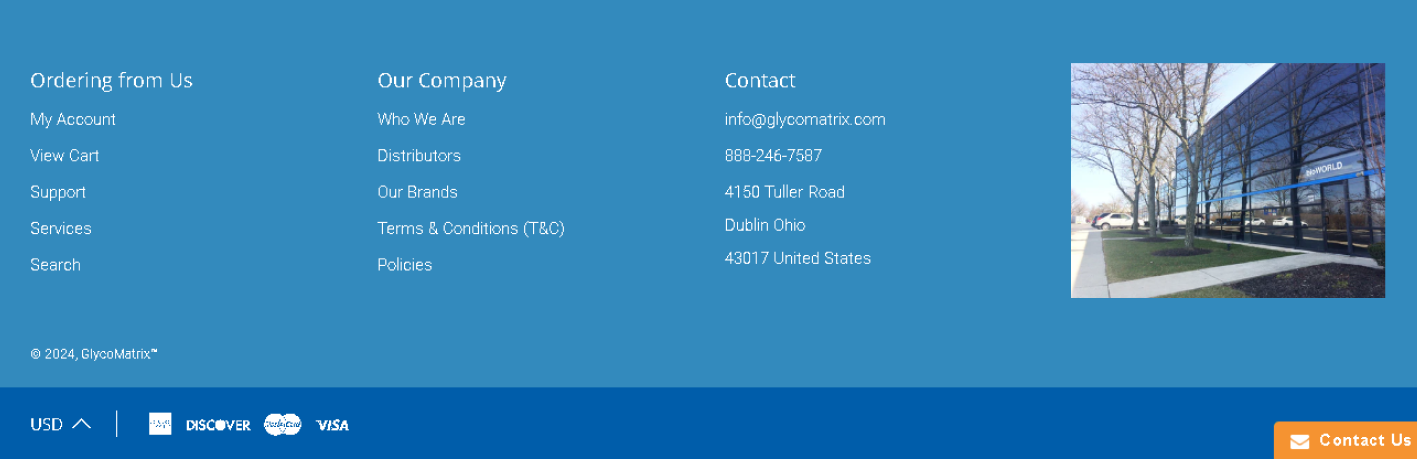 Ordering from Us
My Account
View Cart
Support
Services
Search
Our Company
Who We Are
Distributors
Our Brands
Terms & Conditions (T&C)
Policies
Contact
info@glycomatrix.com
888-246-7587
4150 Tuller Road
Dublin Ohio
43017 United States
bioWORLD
© 2024, GlycoMatrix™
USD
DISCOVER
MasterCard
VISA
Contact Us